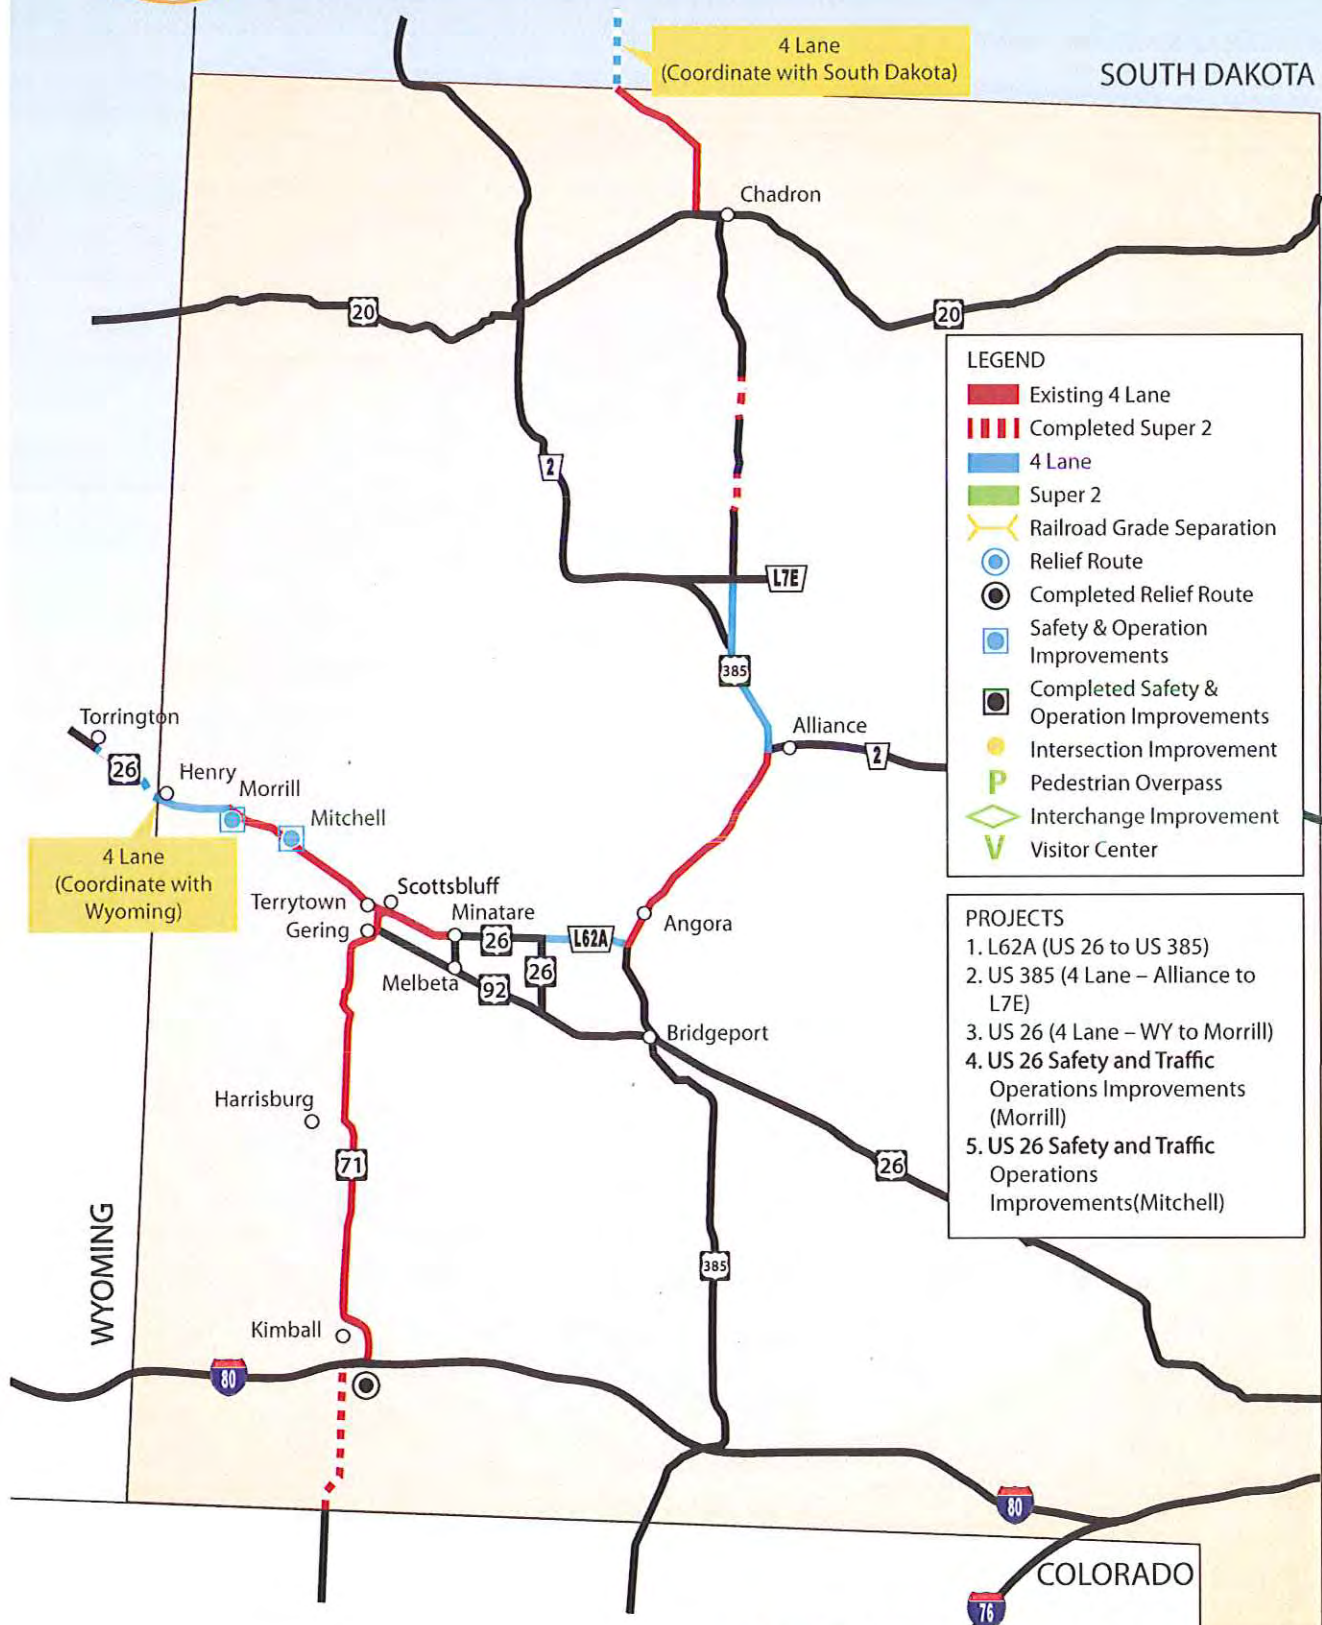 4 Lane
(Coordinate with South Dakota)
SOUTH DAKOTA
Chadron
20
20
LEGEND
Existing 4 Lane
Completed Super 2
4 Lane
Super 2
Railroad Grade Separation
Relief Route
Completed Relief Route
Safety & Operation
Improvements
Completed Safety &
Operation Improvements
Intersection Improvement
P Pedestrian Overpass
Interchange Improvement
V Visitor Center
2
L7E
385
Torrington
26
Henry
Morrill
Mitchell
Alliance
2
4 Lane
(Coordinate with
Wyoming)
Terrytown
Scottsbluff
Gering
Minatare
26
L62A
Angora
Melbeta
92
26
Bridgeport
PROJECTS
1. L62A (US 26 to US 385)
2. US 385 (4 Lane – Alliance to
L7E)
3. US 26 (4 Lane – WY to Morrill)
4. US 26 Safety and Traffic
Operations Improvements
(Morrill)
5. US 26 Safety and Traffic
Operations
Improvements(Mitchell)
Harrisburg
71
26
WYOMING
385
Kimball
80
80
COLORADO
76